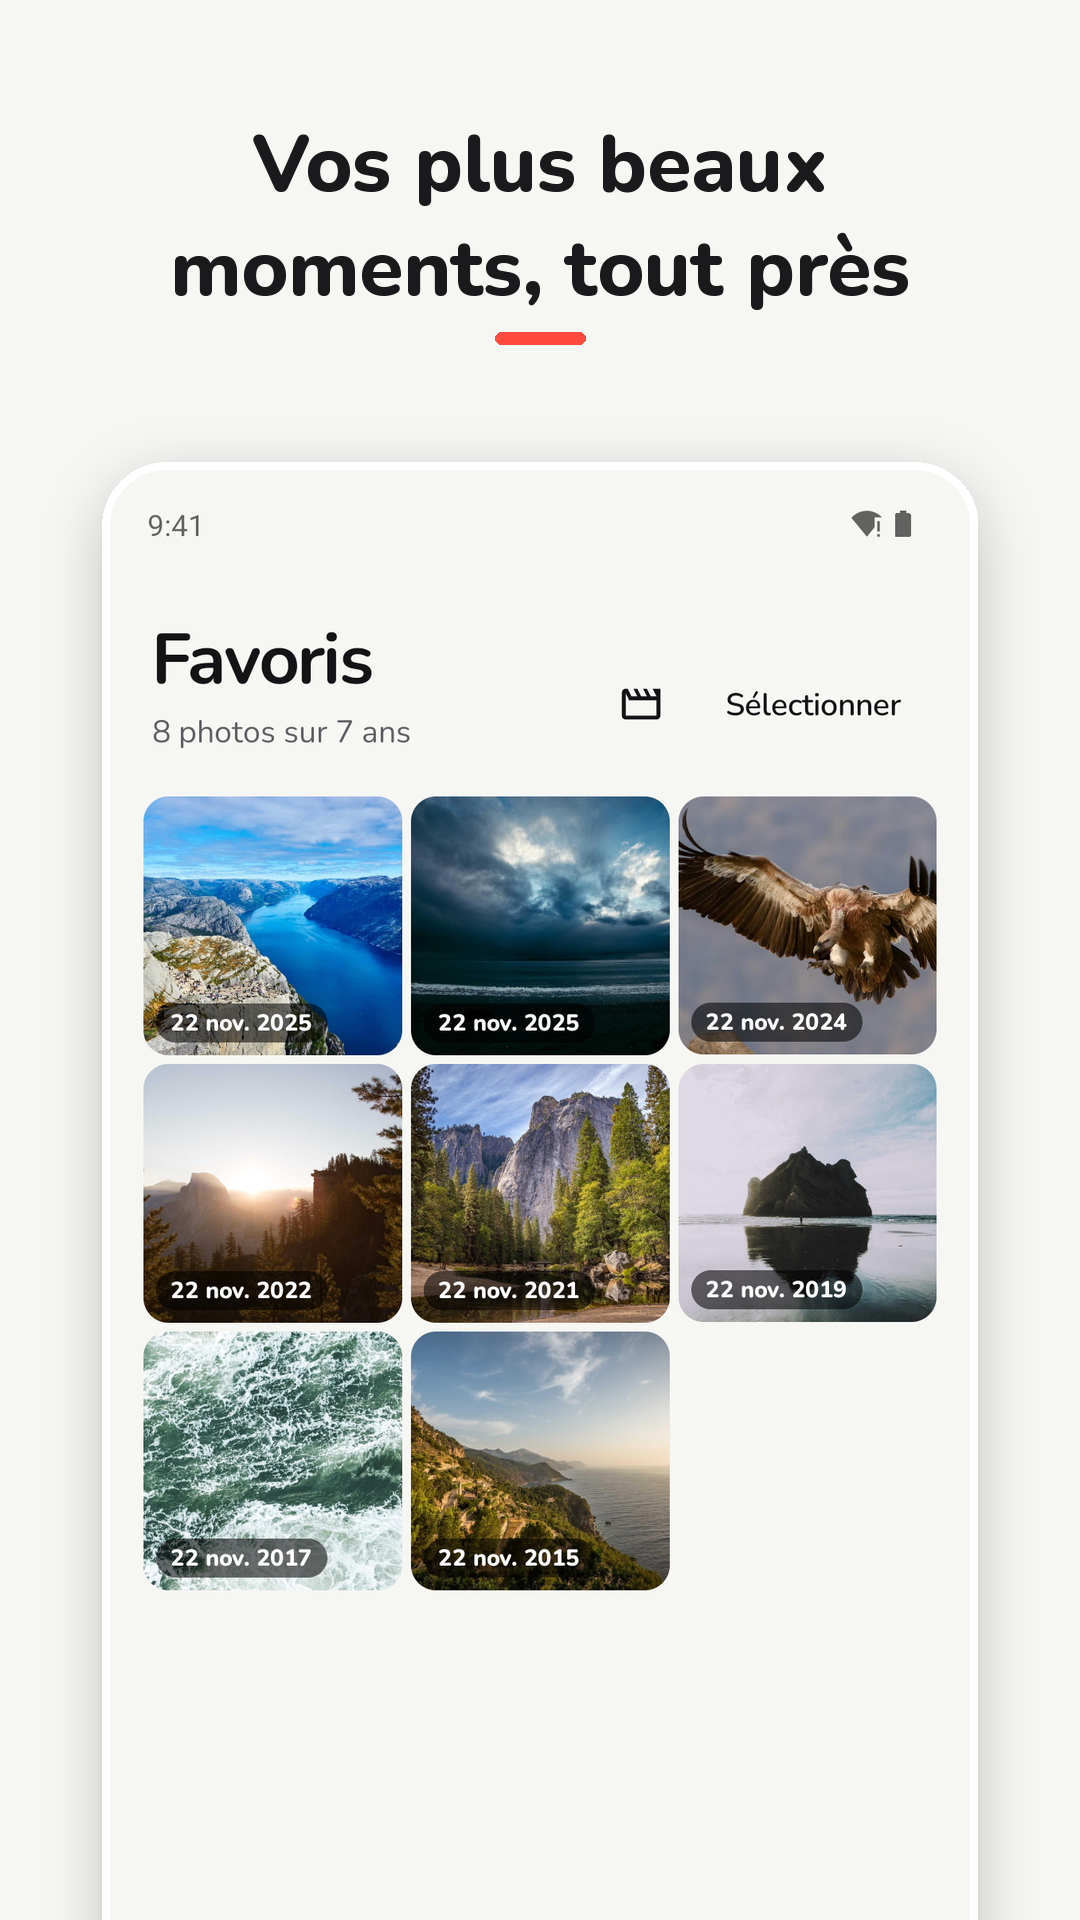 Vos plus beaux
moments, tout près
9:41
Favoris
8 photos sur 7 ans
Sélectionner
22 nov. 2025
22 nov. 2025
22 nov. 2024
22 nov. 2022
22 nov. 2021
22 nov. 2019
22 nov. 2017
22 nov. 2015